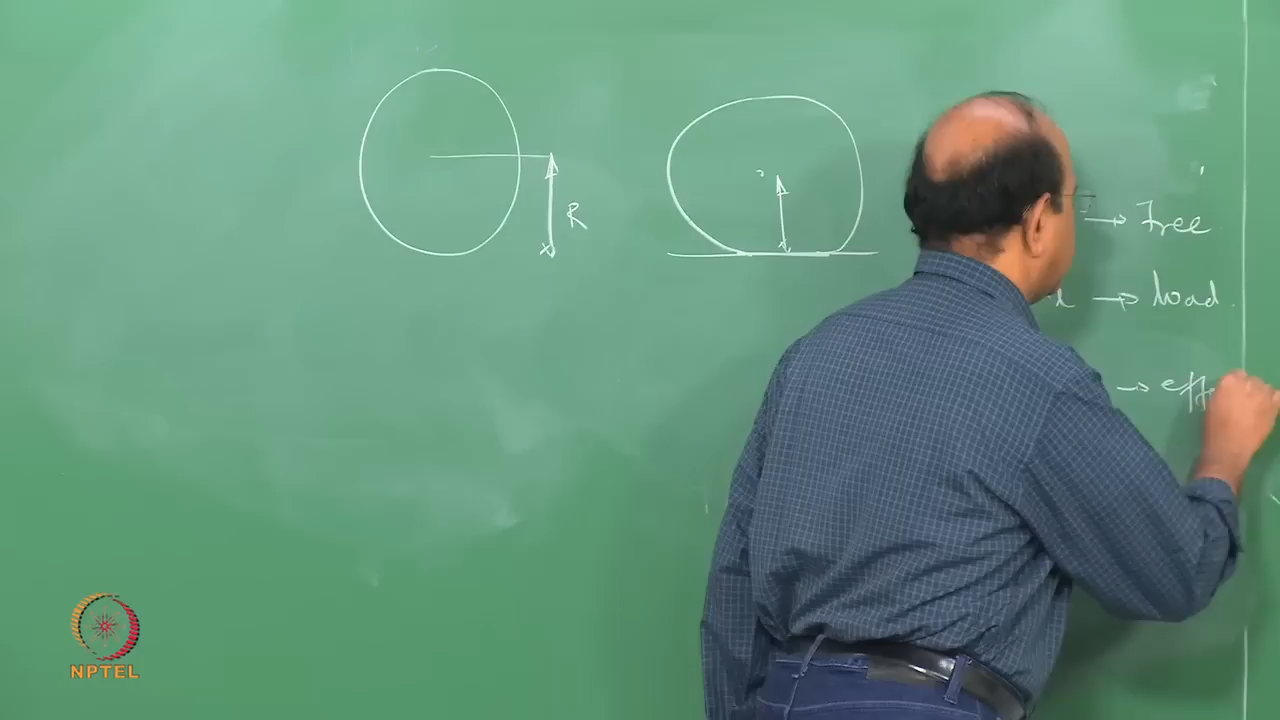 R
→ Free
→ load.
→ eff
NPTEL